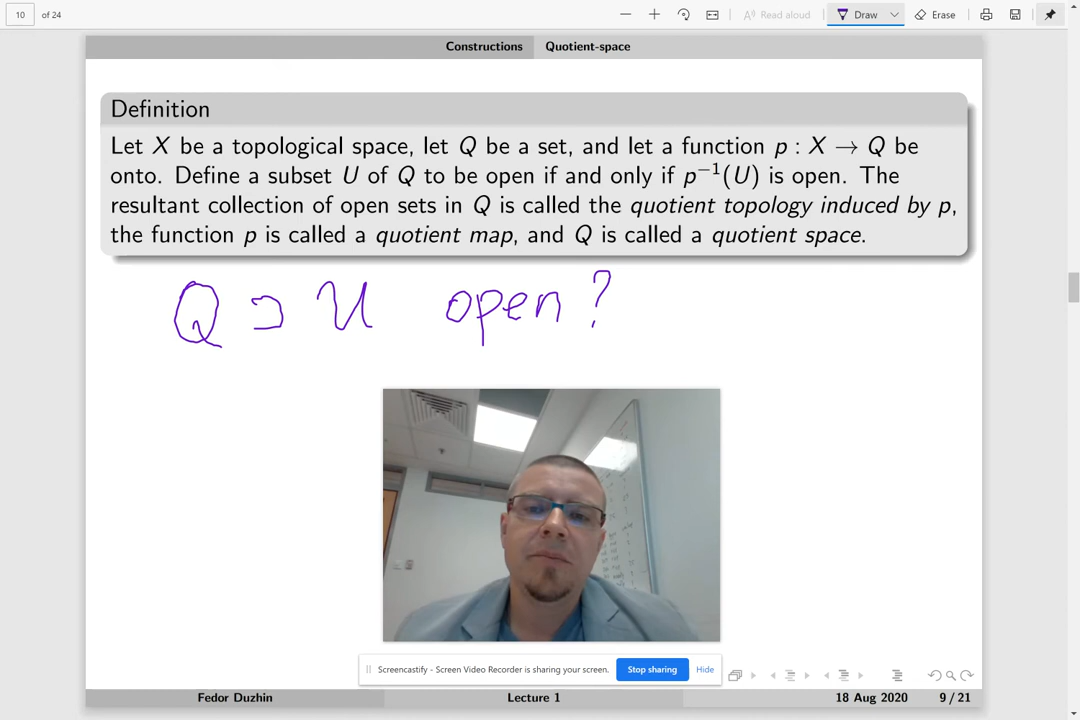 10 of 24 Read aloud Draw Erase
Constructions Quotient-space
Definition
Let X be a topological space, let Q be a set, and let a function p : X → Q be
onto. Define a subset U of Q to be open if and only if p⁻¹(U) is open. The
resultant collection of open sets in Q is called the quotient topology induced by p,
the function p is called a quotient map, and Q is called a quotient space.
Q ⊃ U open ?
Screencastify - Screen Video Recorder is sharing your screen. Stop sharing Hide
Fedor Duzhin Lecture 1 18 Aug 2020 9 / 21